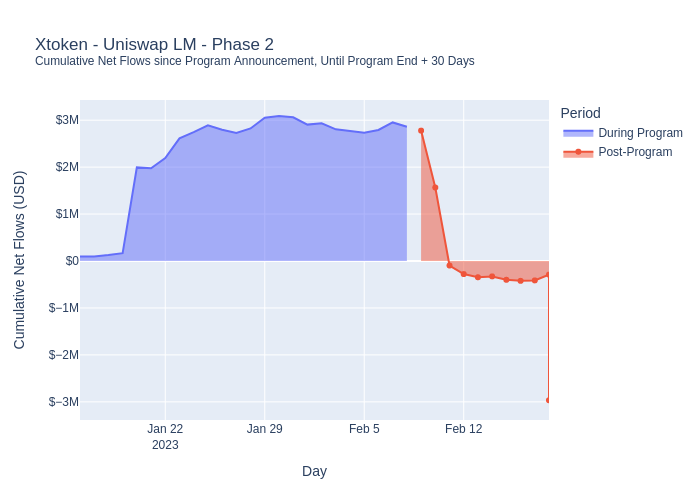 Xtoken - Uniswap LM - Phase 2
Cumulative Net Flows since Program Announcement, Until Program End + 30 Days
Period
During Program
Post-Program
$3M
$2M
$1M
$0
$−1M
$−2M
$−3M
Cumulative Net Flows (USD)
Jan 22
2023
Jan 29
Feb 5
Feb 12
Day